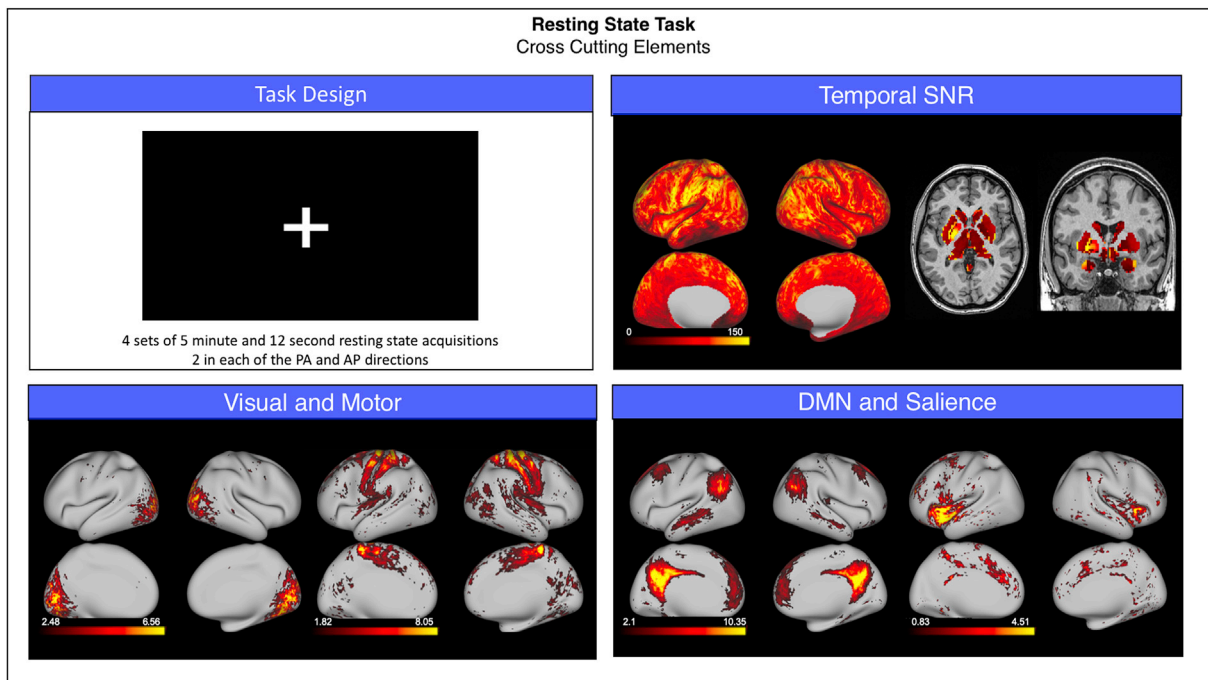 Resting State Task
Cross Cutting Elements
Task Design
4 sets of 5 minute and 12 second resting state acquisitions
2 in each of the PA and AP directions
Temporal SNR
0 150
Visual and Motor
2.48 6.56 1.82 8.05
DMN and Salience
2.1 10.35 0.83 4.51